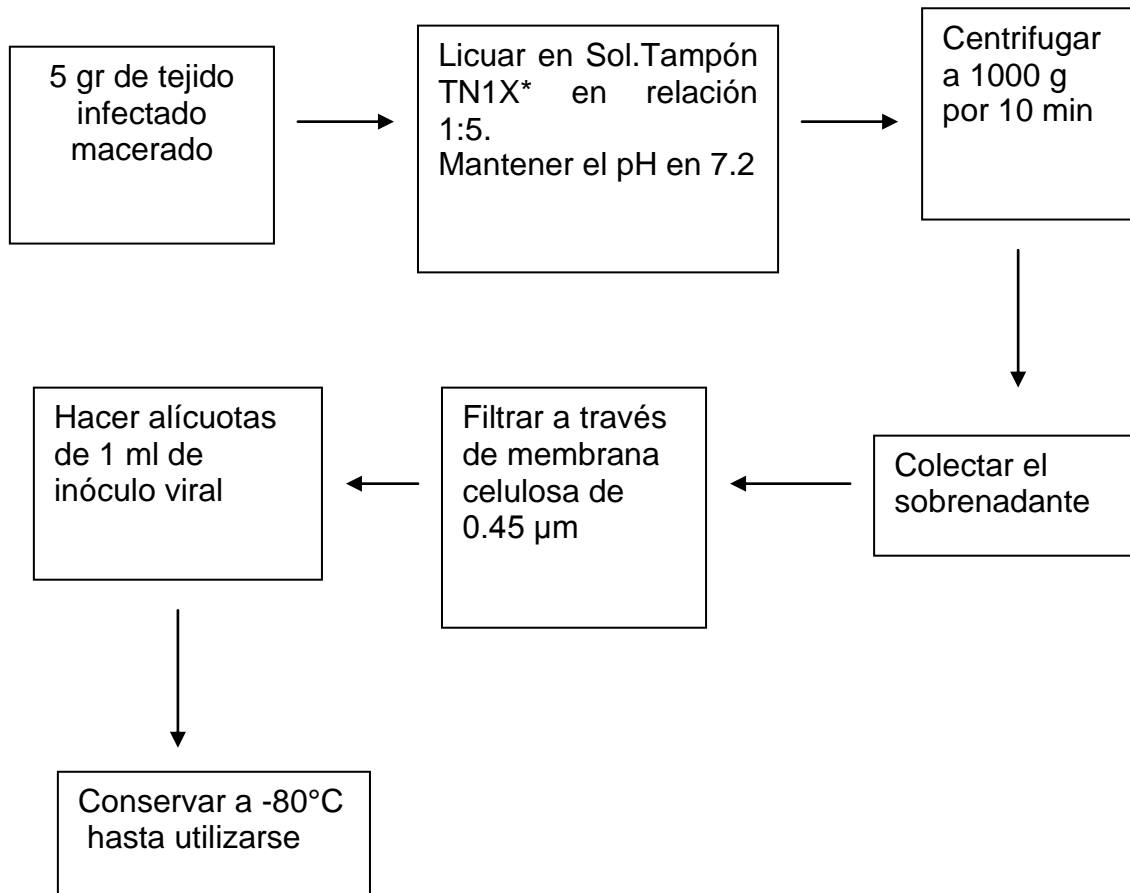 5 gr de tejido
infectado
macerado
Licuar en Sol.Tampón
TN1X* en relación
1:5.
Mantener el pH en 7.2
Centrifugar
a 1000 g
por 10 min
Colectar el
sobrenadante
Filtrar a través
de membrana
celulosa de
0.45 µm
Hacer alícuotas
de 1 ml de
inóculo viral
Conservar a -80°C
hasta utilizarse